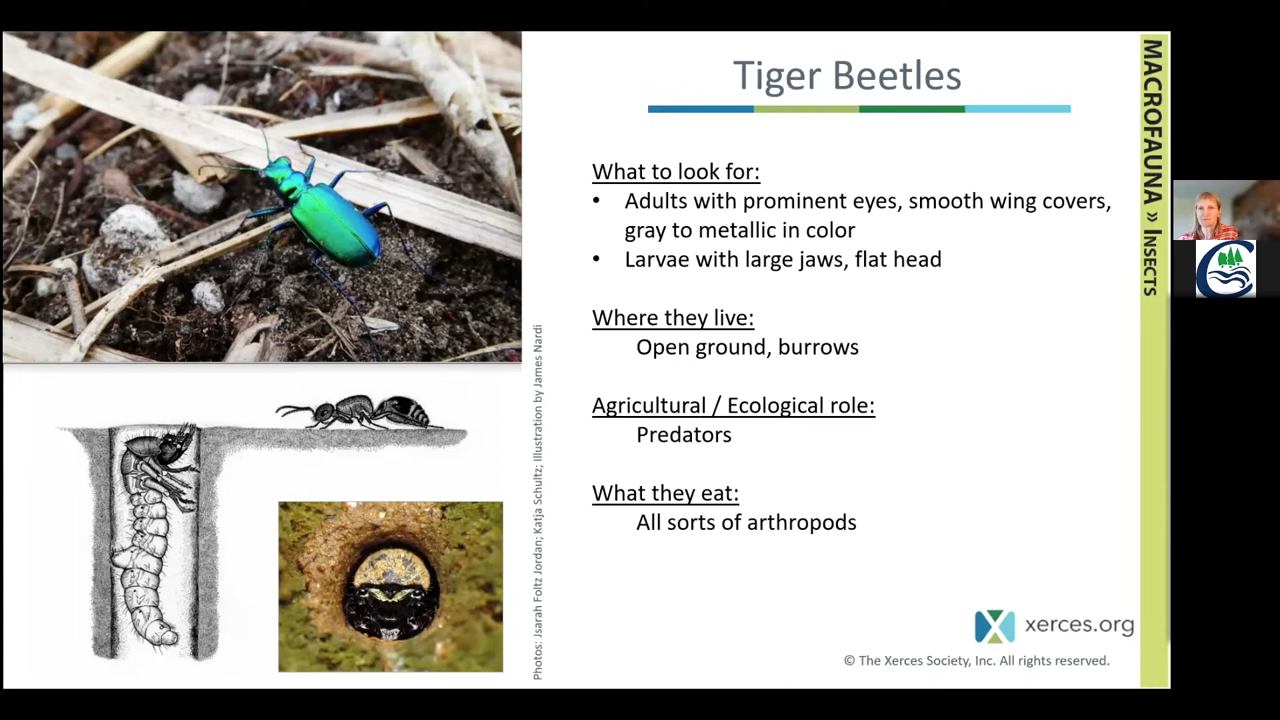 Tiger Beetles
What to look for:
• Adults with prominent eyes, smooth wing covers,
gray to metallic in color
• Larvae with large jaws, flat head
Where they live:
Open ground, burrows
Agricultural / Ecological role:
Predators
What they eat:
All sorts of arthropods
xerces.org
© The Xerces Society, Inc. All rights reserved.
Photos: Jsarah Foltz Jordan; Katja Schultz; Illustration by James Nardi
MACROFAUNA » INSECTS